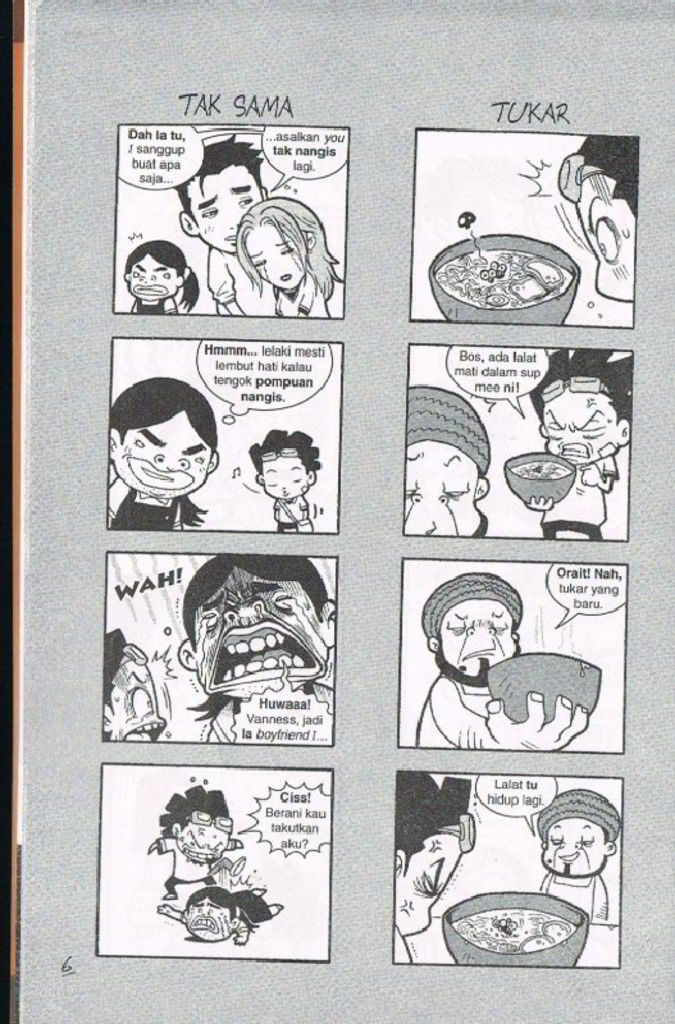 TAK SAMA
Dah la tu,
I sanggup
buat apa
saja...
...asalkan you
tak nangis
lagi.
Hmmm... lelaki mesti
lembut hati kalau
tengok pompuan
nangis.
WAH!
Huwaaa!
Vanness, jadi
la boyfriend I...
Ciss!
Berani kau
takutkan
aku?
TUKAR
Bos, ada lalat
mati dalam sup
mee ni!
Orait! Nah,
tukar yang
baru.
Lalat tu
hidup lagi.
6